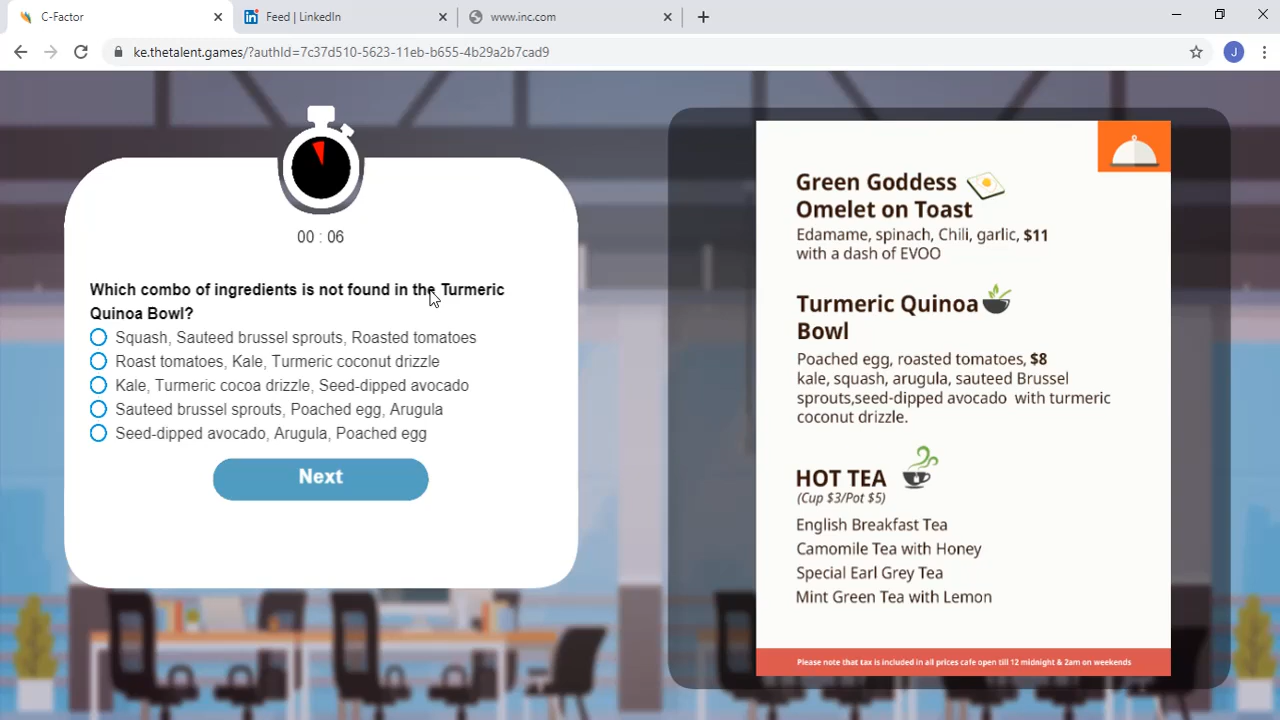 C-Factor
Feed | LinkedIn
www.inc.com
ke.thetalent.games/?authId=7c37d510-5623-11eb-b655-4b29a2b7cad9
J
00 : 06
Which combo of ingredients is not found in the Turmeric
Quinoa Bowl?
Squash, Sauteed brussel sprouts, Roasted tomatoes
Roast tomatoes, Kale, Turmeric coconut drizzle
Kale, Turmeric cocoa drizzle, Seed-dipped avocado
Sauteed brussel sprouts, Poached egg, Arugula
Seed-dipped avocado, Arugula, Poached egg
Next
Green Goddess
Omelet on Toast
Edamame, spinach, Chili, garlic, $11
with a dash of EVOO
Turmeric Quinoa
Bowl
Poached egg, roasted tomatoes, $8
kale, squash, arugula, sauteed Brussel
sprouts,seed-dipped avocado with turmeric
coconut drizzle.
HOT TEA
(Cup $3/Pot $5)
English Breakfast Tea
Camomile Tea with Honey
Special Earl Grey Tea
Mint Green Tea with Lemon
Please note that tax is included in all prices cafe open till 12 midnight & 2am on weekends